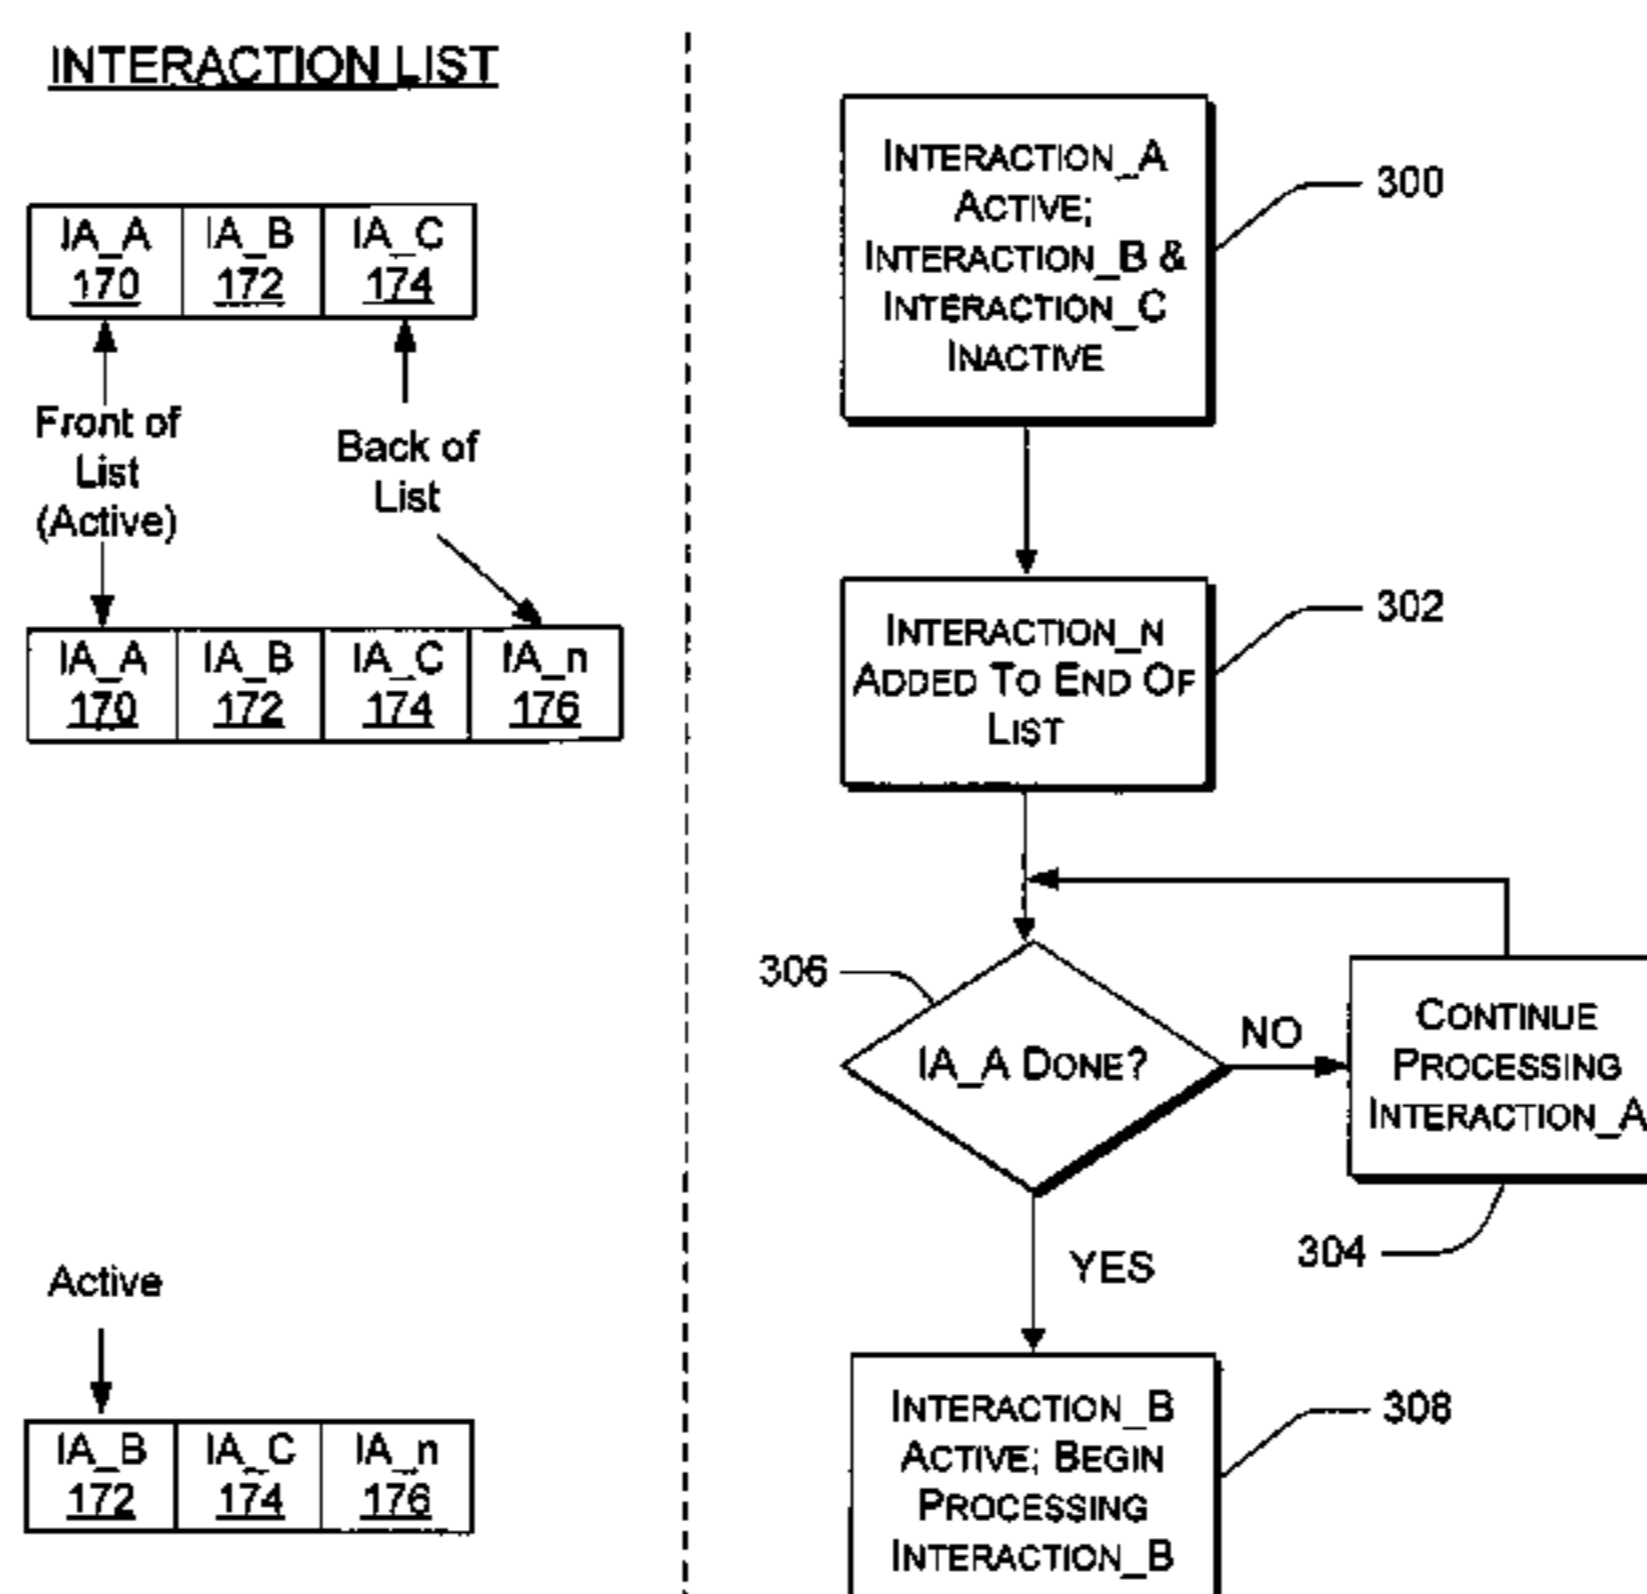 INTERACTION LIST
IA_A IA_B IA_C
170 172 174
Front of
List
(Active)
Back of
List
IA_A IA_B IA_C IA_n
170 172 174 176
Active
IA_B IA_C IA_n
172 174 176
INTERACTION_A
ACTIVE;
INTERACTION_B &
INTERACTION_C
INACTIVE
300
INTERACTION_N
ADDED TO END OF
LIST
302
306
IA_A DONE?
NO
CONTINUE
PROCESSING
INTERACTION_A
304
YES
INTERACTION_B
ACTIVE; BEGIN
PROCESSING
INTERACTION_B
308